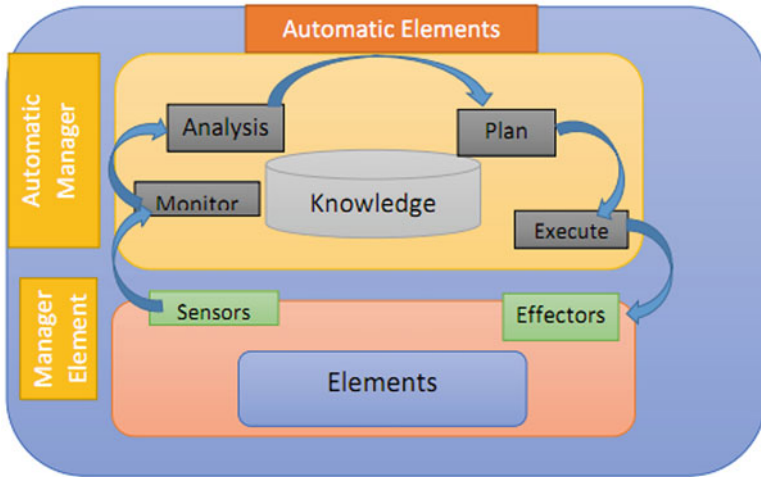 Automatic Elements
Automatic
Manager
Analysis
Plan
Monitor
Knowledge
Execute
Manager
Element
Sensors
Effectors
Elements